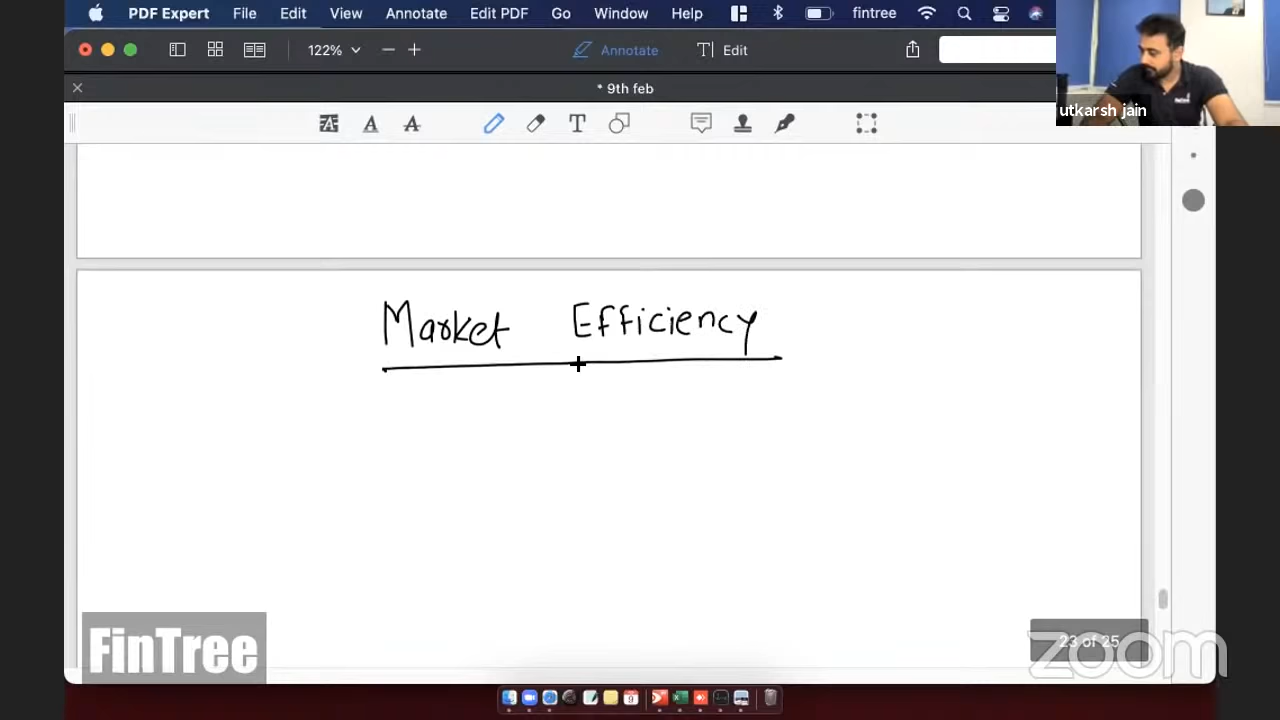 PDF Expert File Edit View Annotate Edit PDF Go Window Help fintree
122% Annotate T Edit
* 9th feb
utkarsh jain
A A A T
Market Efficiency
FinTree
23 of 25
zoom